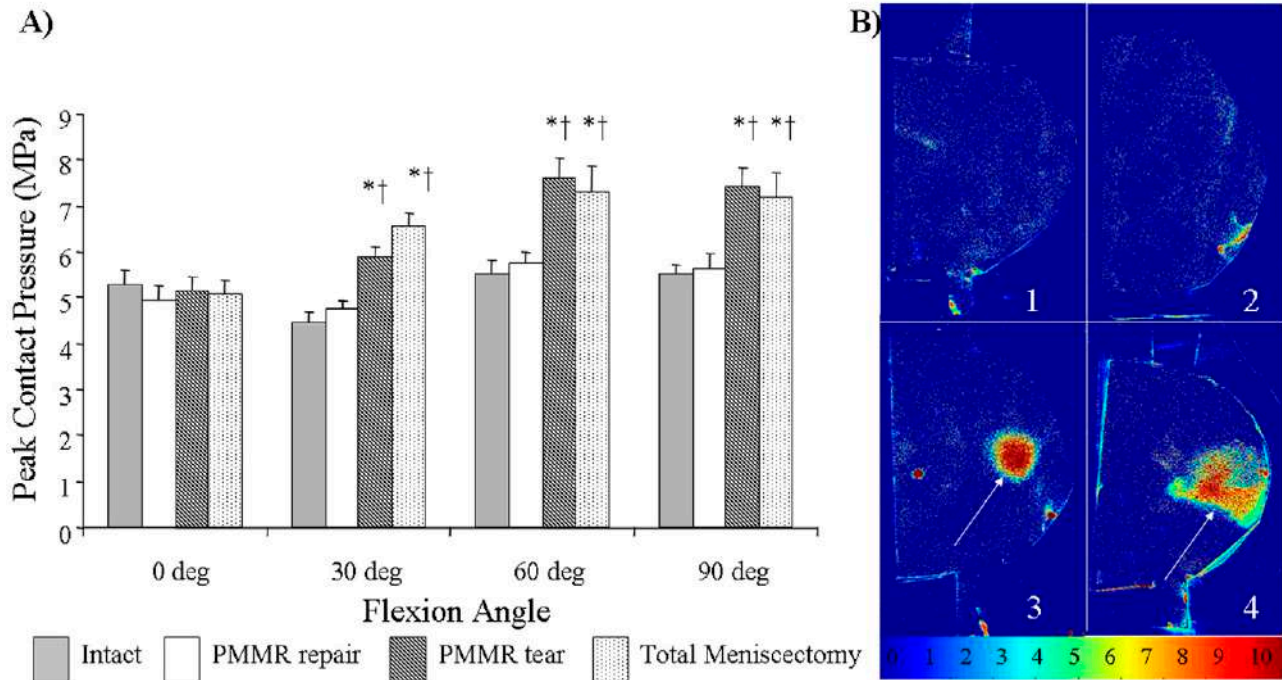 A)
Peak Contact Pressure (MPa)
9
8
7
6
5
4
3
2
1
0
*† *† *† *† *† *†
0 deg 30 deg 60 deg 90 deg
Flexion Angle
Intact PMMR repair PMMR tear Total Meniscectomy
B)
1 2
3 4
0 1 2 3 4 5 6 7 8 9 10